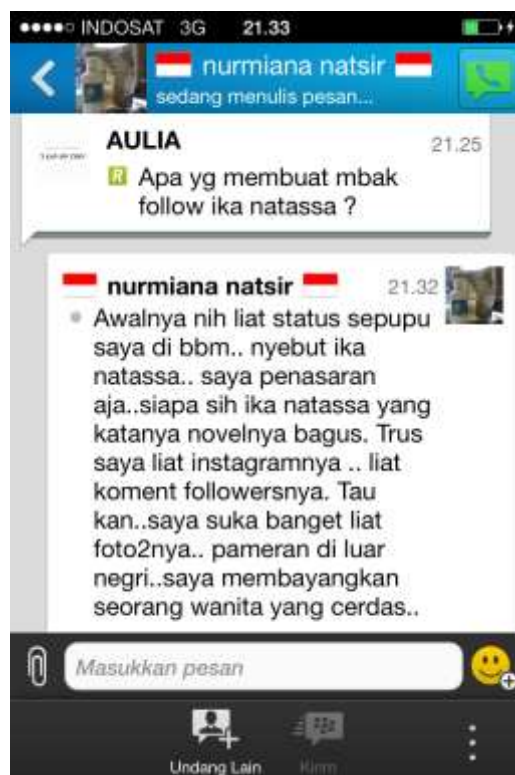 INDOSAT 3G 21.33
nurmiana natsir
sedang menulis pesan...
AULIA 21.25
R Apa yg membuat mbak
follow ika natassa ?
nurmiana natsir 21.32
Awalnya nih liat status sepupu
saya di bbm.. nyebut ika
natassa.. saya penasaran
aja..siapa sih ika natassa yang
katanya novelnya bagus. Trus
saya liat instagramnya .. liat
koment followersnya. Tau
kan..saya suka banget liat
foto2nya.. pameran di luar
negri..saya membayangkan
seorang wanita yang cerdas..
Masukkan pesan
Undang Lain Kirim